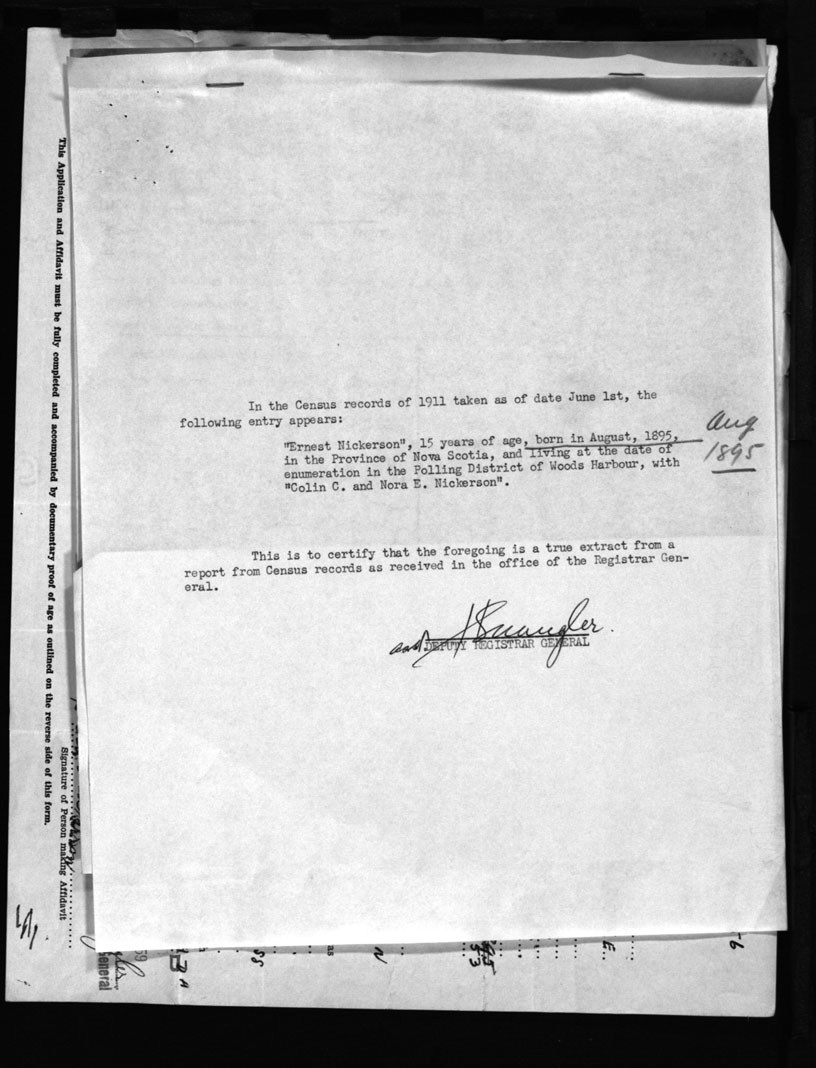 In the Census records of 1911 taken as of date June 1st, the
following entry appears:
"Ernest Nickerson", 15 years of age, born in August, 1895,
in the Province of Nova Scotia, and living at the date of
enumeration in the Polling District of Woods Harbour, with
"Colin C. and Nora E. Nickerson".
Aug
1895
This is to certify that the foregoing is a true extract from a
report from Census records as received in the office of the Registrar Gen-
eral.
DEPUTY REGISTRAR GENERAL
This Application and Affidavit must be fully completed and accompanied by documentary proof of age as outlined on the reverse side of this form.
Signature of Person making Affidavit
59
General
as
N
E